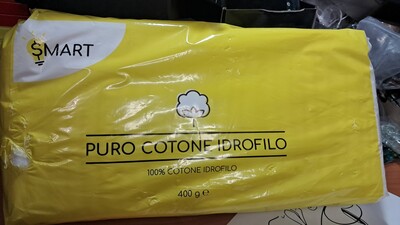 SMART
PURO COTONE IDROFILO
100% COTONE IDROFILO
400 g ℮